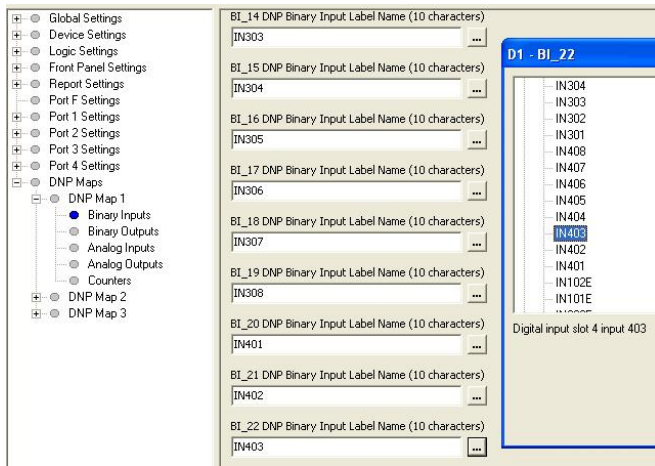 Global Settings
Device Settings
Logic Settings
Front Panel Settings
Report Settings
Port F Settings
Port 1 Settings
Port 2 Settings
Port 3 Settings
Port 4 Settings
DNP Maps
DNP Map 1
Binary Inputs
Binary Outputs
Analog Inputs
Analog Outputs
Counters
DNP Map 2
DNP Map 3
BI_14 DNP Binary Input Label Name (10 characters)
IN303
...
BI_15 DNP Binary Input Label Name (10 characters)
IN304
...
BI_16 DNP Binary Input Label Name (10 characters)
IN305
...
BI_17 DNP Binary Input Label Name (10 characters)
IN306
...
BI_18 DNP Binary Input Label Name (10 characters)
IN307
...
BI_19 DNP Binary Input Label Name (10 characters)
IN308
...
BI_20 DNP Binary Input Label Name (10 characters)
IN401
...
BI_21 DNP Binary Input Label Name (10 characters)
IN402
...
BI_22 DNP Binary Input Label Name (10 characters)
IN403
...
D1 - BI_22
IN304
IN303
IN302
IN301
IN408
IN407
IN406
IN405
IN404
IN403
IN402
IN401
IN102E
IN101E
Digital input slot 4 input 403